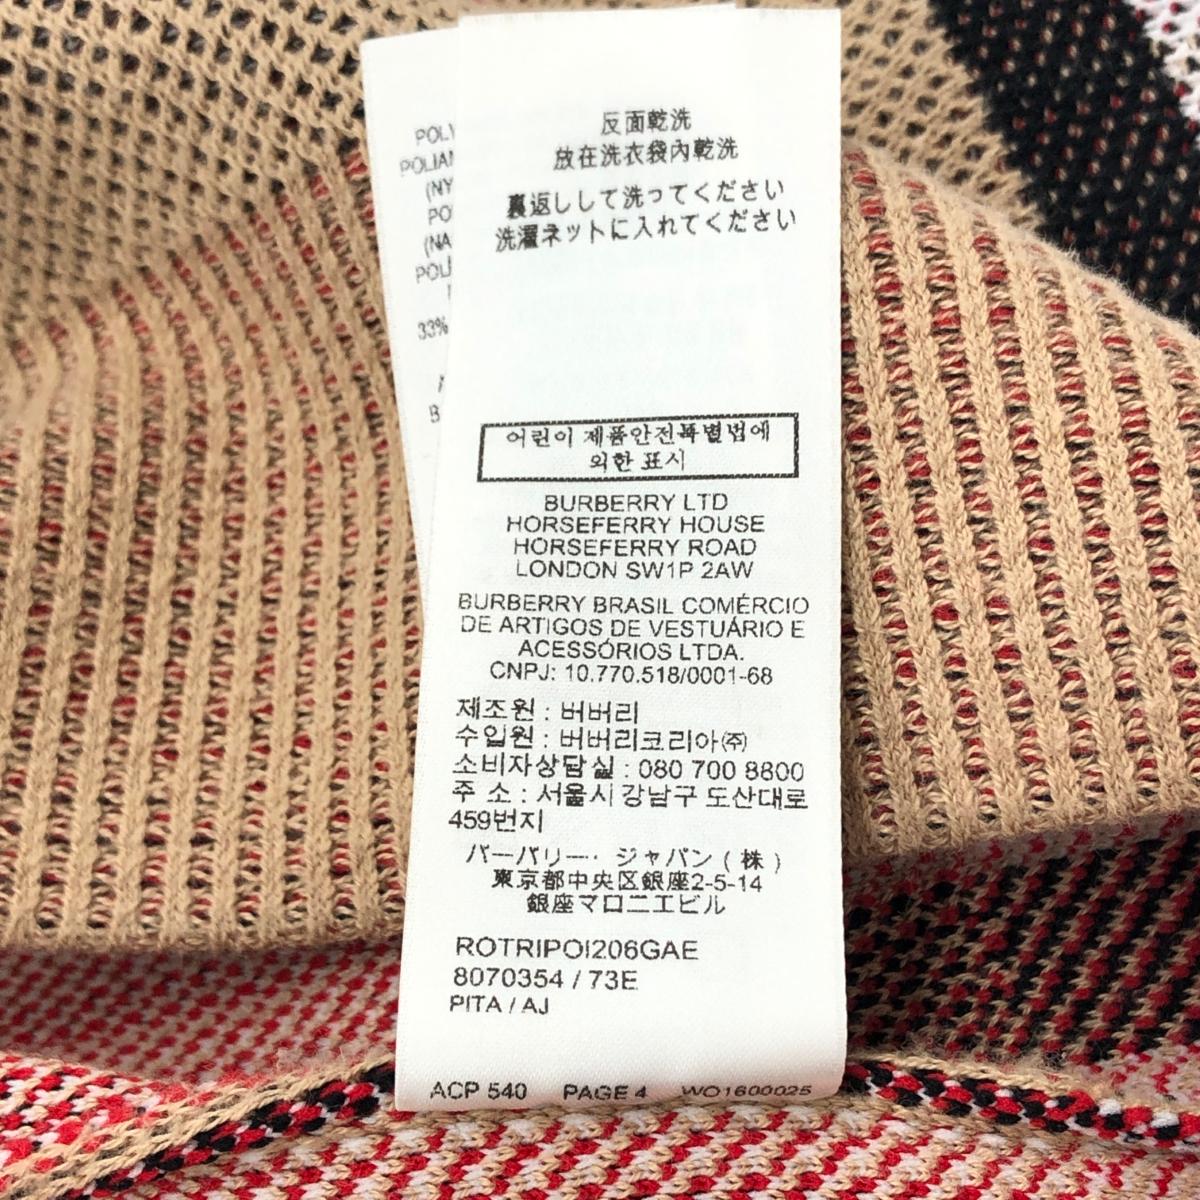 反面乾洗
放在洗衣袋內乾洗
裏返しして洗ってください
洗濯ネットに入れてください
어린이 제품안전특별법에
의한 표시
BURBERRY LTD
HORSEFERRY HOUSE
HORSEFERRY ROAD
LONDON SW1P 2AW
BURBERRY BRASIL COMÉRCIO
DE ARTIGOS DE VESTUÁRIO E
ACESSÓRIOS LTDA.
CNPJ: 10.770.518/0001-68
제조원 : 버버리
수입원 : 버버리코리아㈜
소비자상담실 : 080 700 8800
주 소 : 서울시 강남구 도산대로
459번지
バーバリー・ジャパン ( 株 )
東京都中央区銀座2-5-14
銀座マロニエビル
ROTRIPOI206GAE
8070354 / 73E
PITA / AJ
ACP 540 PAGE 4 WO1600025
POLIAM
(NY
(NA
33%
B